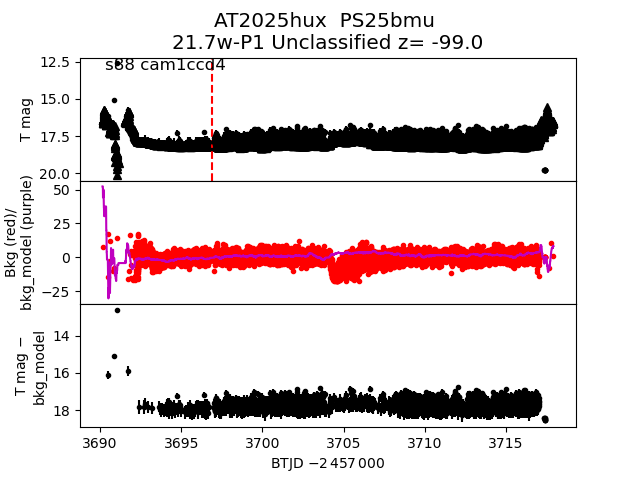 AT2025hux PS25bmu
21.7w-P1 Unclassified z= -99.0
s88 cam1ccd4
12.5
15.0
17.5
20.0
T mag
50
25
0
−25
Bkg (red)/
bkg_model (purple)
14
16
18
T mag −
bkg_model
3690
3695
3700
3705
3710
3715
BTJD −2 457 000